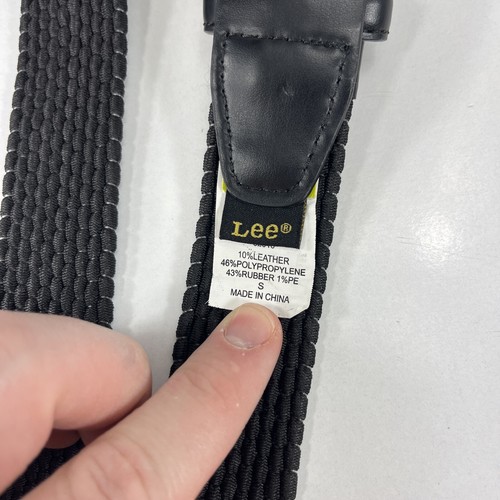 Lee®
10%LEATHER
46%POLYPROPYLENE
43%RUBBER 1%PE
S
MADE IN CHINA